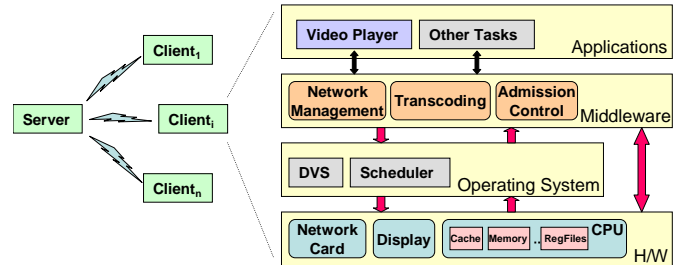 Server
Client1
Clienti
Clientn
Video Player
Other Tasks
Applications
Network
Management
Transcoding
Admission
Control
Middleware
DVS
Scheduler
Operating System
Network
Card
Display
Cache
Memory
..
RegFiles
CPU
H/W